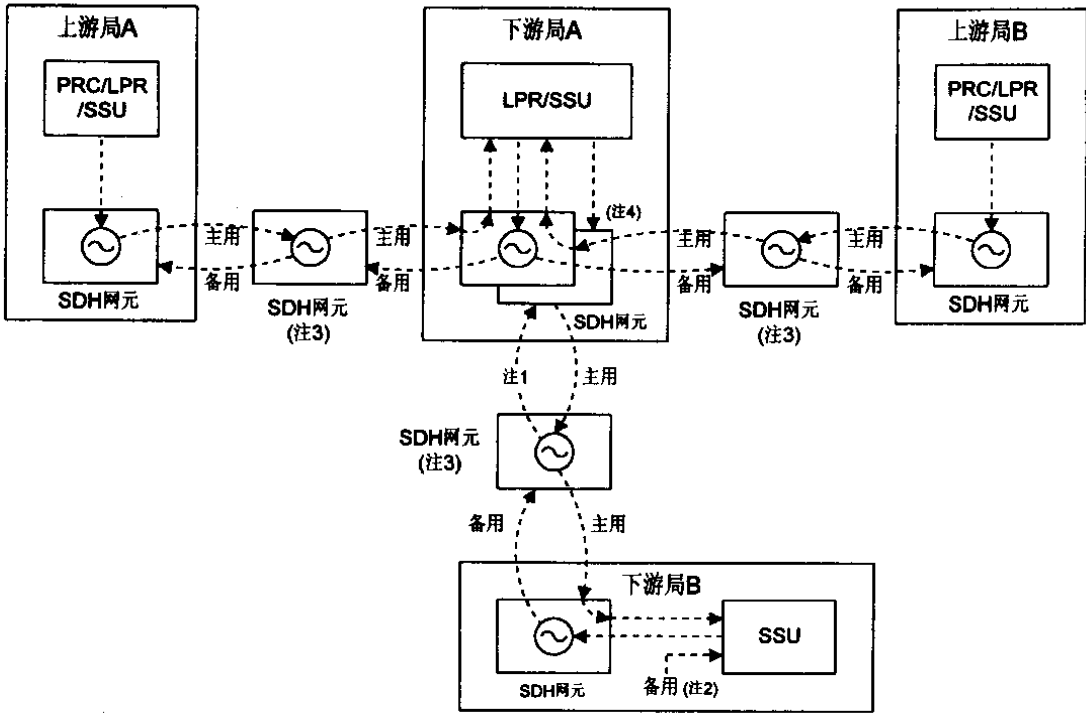 上游局A
下游局A
上游局B
PRC/LPR
/SSU
LPR/SSU
PRC/LPR
/SSU
(注4)
主用
主用
主用
主用
备用
备用
备用
备用
SDH网元
SDH网元
(注3)
SDH网元
SDH网元
(注3)
SDH网元
注1
主用
SDH网元
(注3)
备用
主用
下游局B
SSU
SDH网元
备用 (注2)